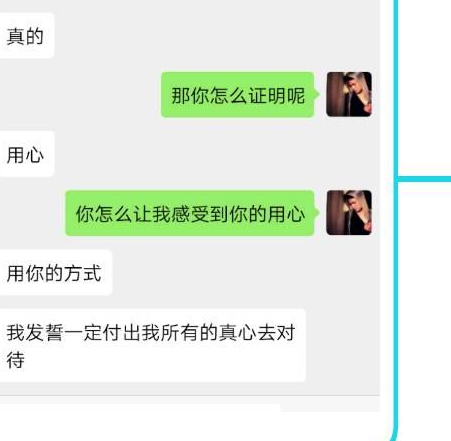 真的
那你怎么证明呢
用心
你怎么让我感受到你的用心
用你的方式
我发誓一定付出我所有的真心去对
待